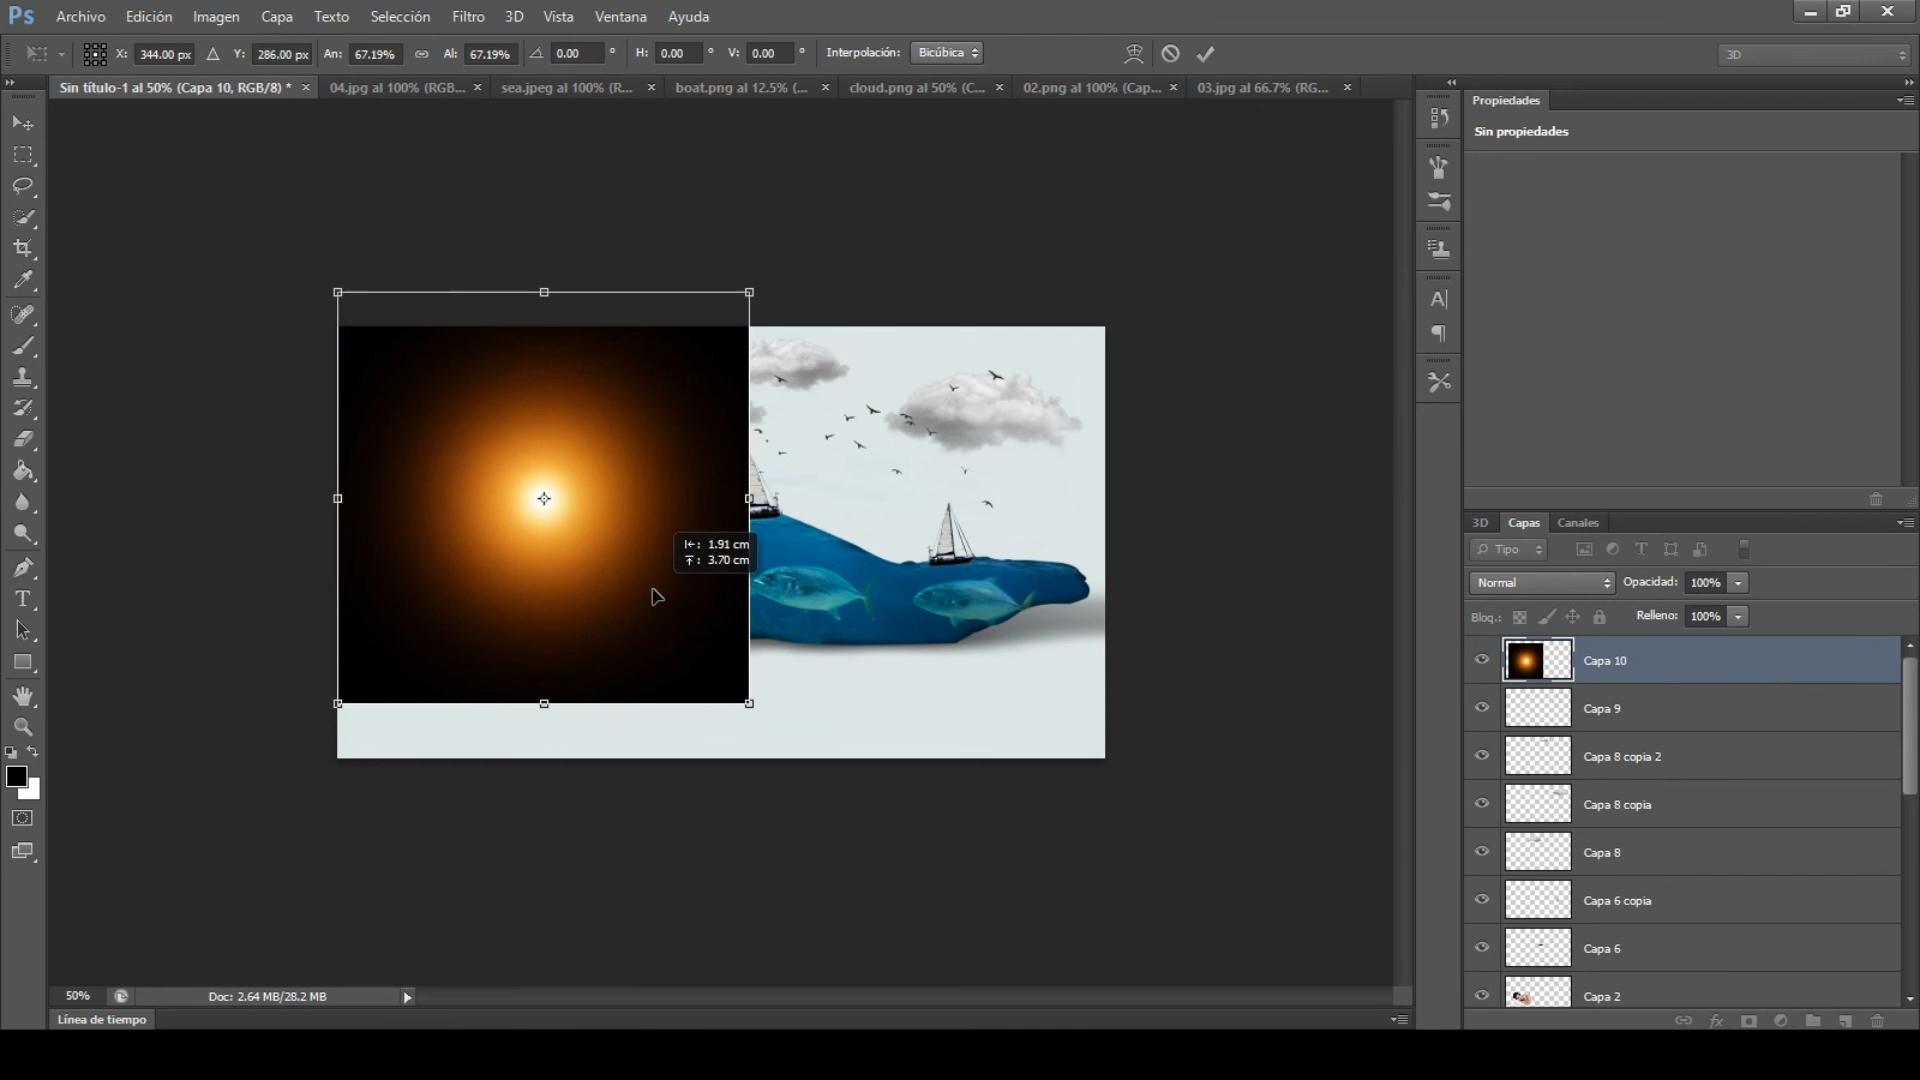 Ps Archivo Edición Imagen Capa Texto Selección Filtro 3D Vista Ventana Ayuda
X: 344.00 px Y: 286.00 px An: 67.19% Al: 67.19% 0.00 ° H: 0.00 ° V: 0.00 ° Interpolación: Bicúbica 3D
Sin título-1 al 50% (Capa 10, RGB/8) * × 04.jpg al 100% (RGB... × sea.jpeg al 100% (R... × boat.png al 12.5% (... × cloud.png al 50% (C... × 02.png al 100% (Cap... × 03.jpg al 66.7% (RG... ×
Propiedades
Sin propiedades
3D Capas Canales
Tipo
Normal Opacidad: 100%
Bloq.: Relleno: 100%
Capa 10
Capa 9
Capa 8 copia 2
Capa 8 copia
Capa 8
Capa 6 copia
Capa 6
Capa 2
1.91 cm
3.70 cm
50% Doc: 2.64 MB/28.2 MB
Línea de tiempo